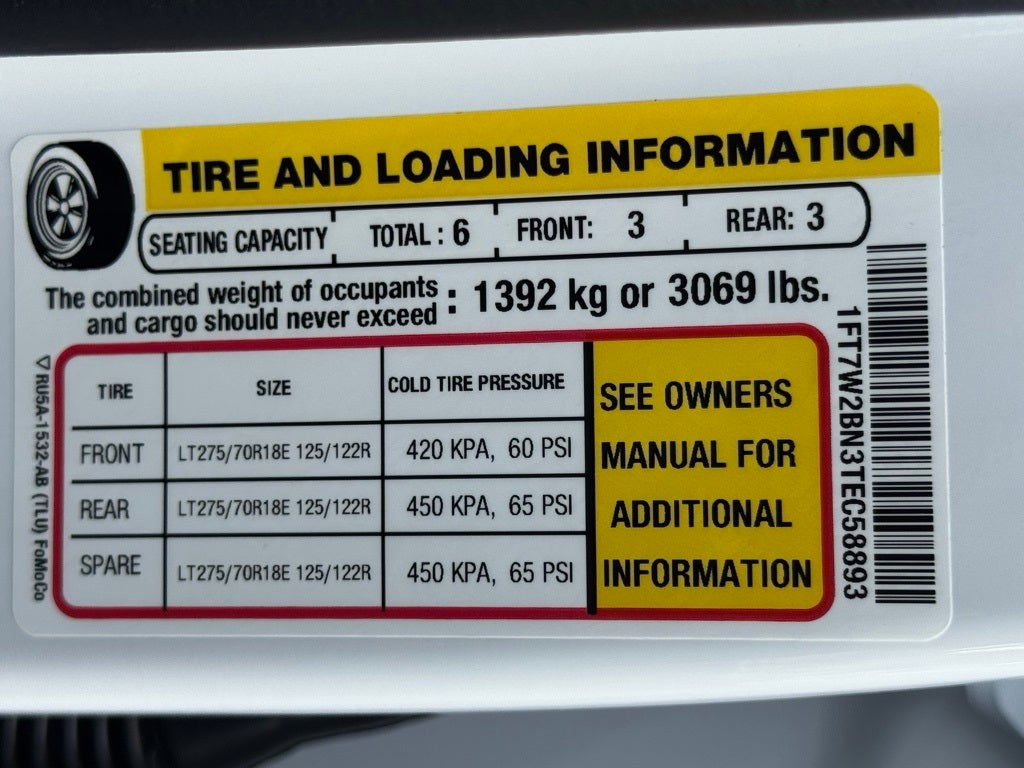 TIRE AND LOADING INFORMATION
SEATING CAPACITY TOTAL : 6 FRONT: 3 REAR: 3
The combined weight of occupants
and cargo should never exceed : 1392 kg or 3069 lbs.
TIRE SIZE COLD TIRE PRESSURE
FRONT LT275/70R18E 125/122R 420 KPA, 60 PSI
REAR LT275/70R18E 125/122R 450 KPA, 65 PSI
SPARE LT275/70R18E 125/122R 450 KPA, 65 PSI
SEE OWNERS
MANUAL FOR
ADDITIONAL
INFORMATION
1FT7W2BN3TEC58893
RU5A-1532-AB (TLU) FoMoCo